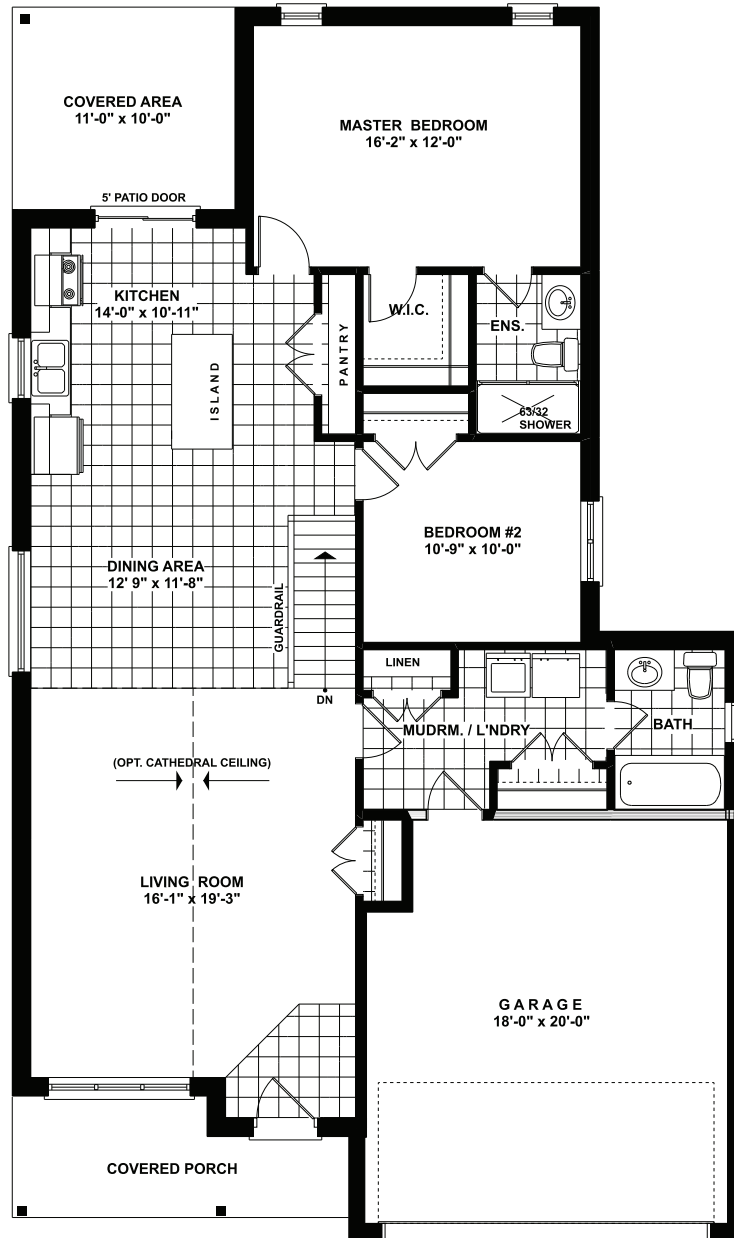 COVERED AREA
11'-0" x 10'-0"
MASTER BEDROOM
16'-2" x 12'-0"
5' PATIO DOOR
KITCHEN
14'-0" x 10'-11"
W.I.C.
ENS.
PANTRY
ISLAND
63/32
SHOWER
BEDROOM #2
10'-9" x 10'-0"
DINING AREA
12' 9" x 11'-8"
GUARDRAIL
DN
LINEN
MUDRM. / L'NDRY
BATH
(OPT. CATHEDRAL CEILING)
LIVING ROOM
16'-1" x 19'-3"
GARAGE
18'-0" x 20'-0"
COVERED PORCH